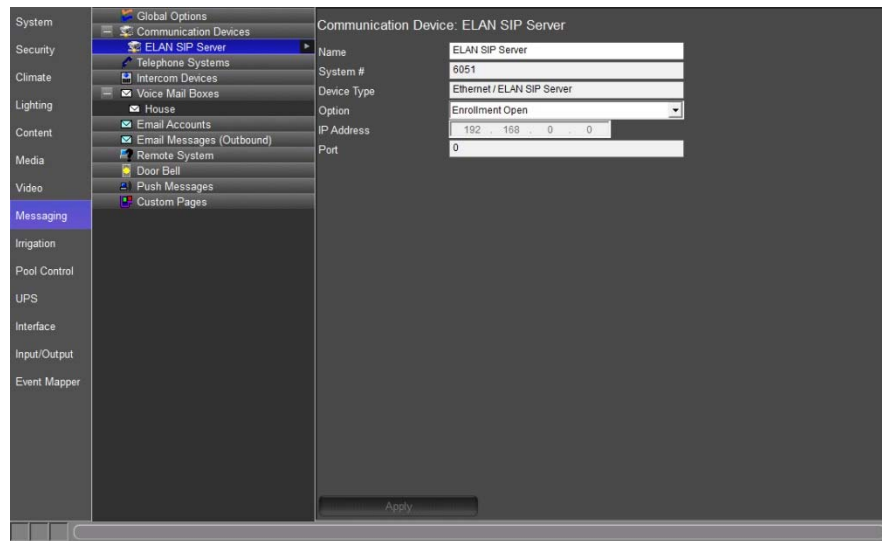 System
Security
Climate
Lighting
Content
Media
Video
Messaging
Irrigation
Pool Control
UPS
Interface
Input/Output
Event Mapper
Global Options
Communication Devices
ELAN SIP Server
Telephone Systems
Intercom Devices
Voice Mail Boxes
House
Email Accounts
Email Messages (Outbound)
Remote System
Door Bell
Push Messages
Custom Pages
Communication Device: ELAN SIP Server
Name ELAN SIP Server
System # 6051
Device Type Ethernet / ELAN SIP Server
Option Enrollment Open
IP Address 192 . 168 . 0 . 0
Port 0
Apply